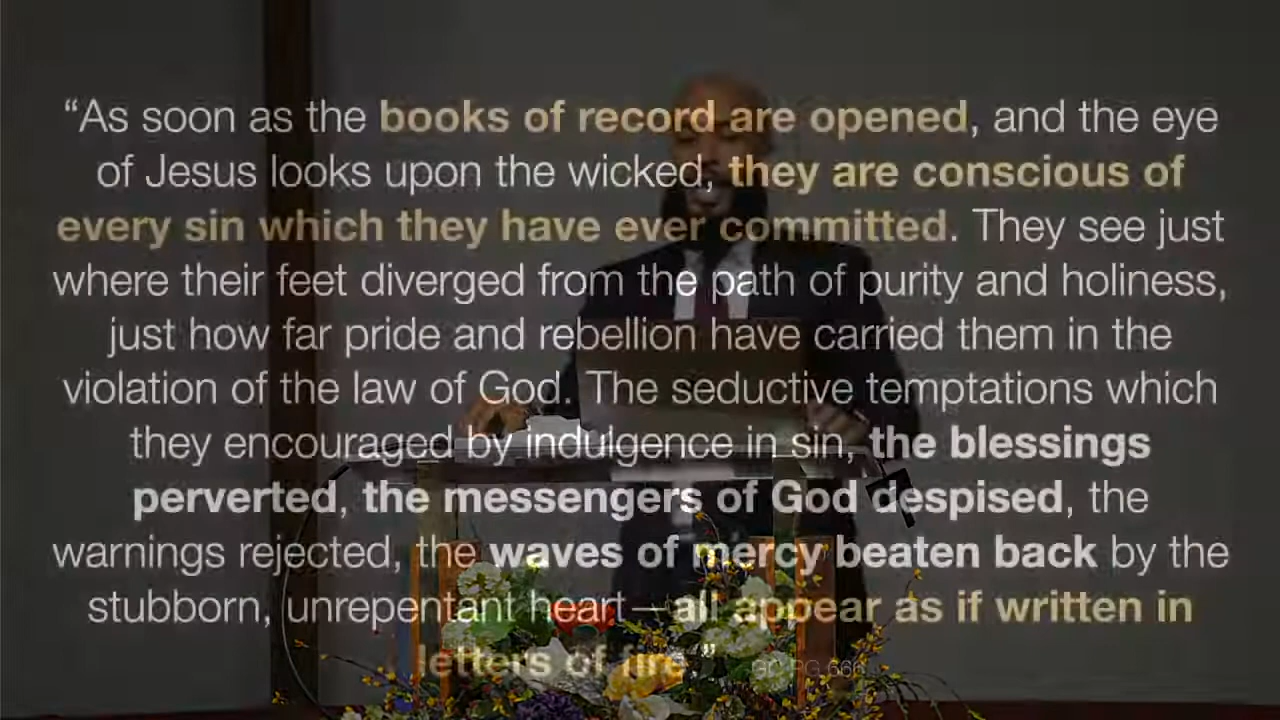 “As soon as the books of record are opened, and the eye
of Jesus looks upon the wicked, they are conscious of
every sin which they have ever committed. They see just
where their feet diverged from the path of purity and holiness,
just how far pride and rebellion have carried them in the
violation of the law of God. The seductive temptations which
they encouraged by indulgence in sin, the blessings
perverted, the messengers of God despised, the
warnings rejected, the waves of mercy beaten back by the
stubborn, unrepentant heart—all appear as if written in
letters of fire.”
GC PG 666